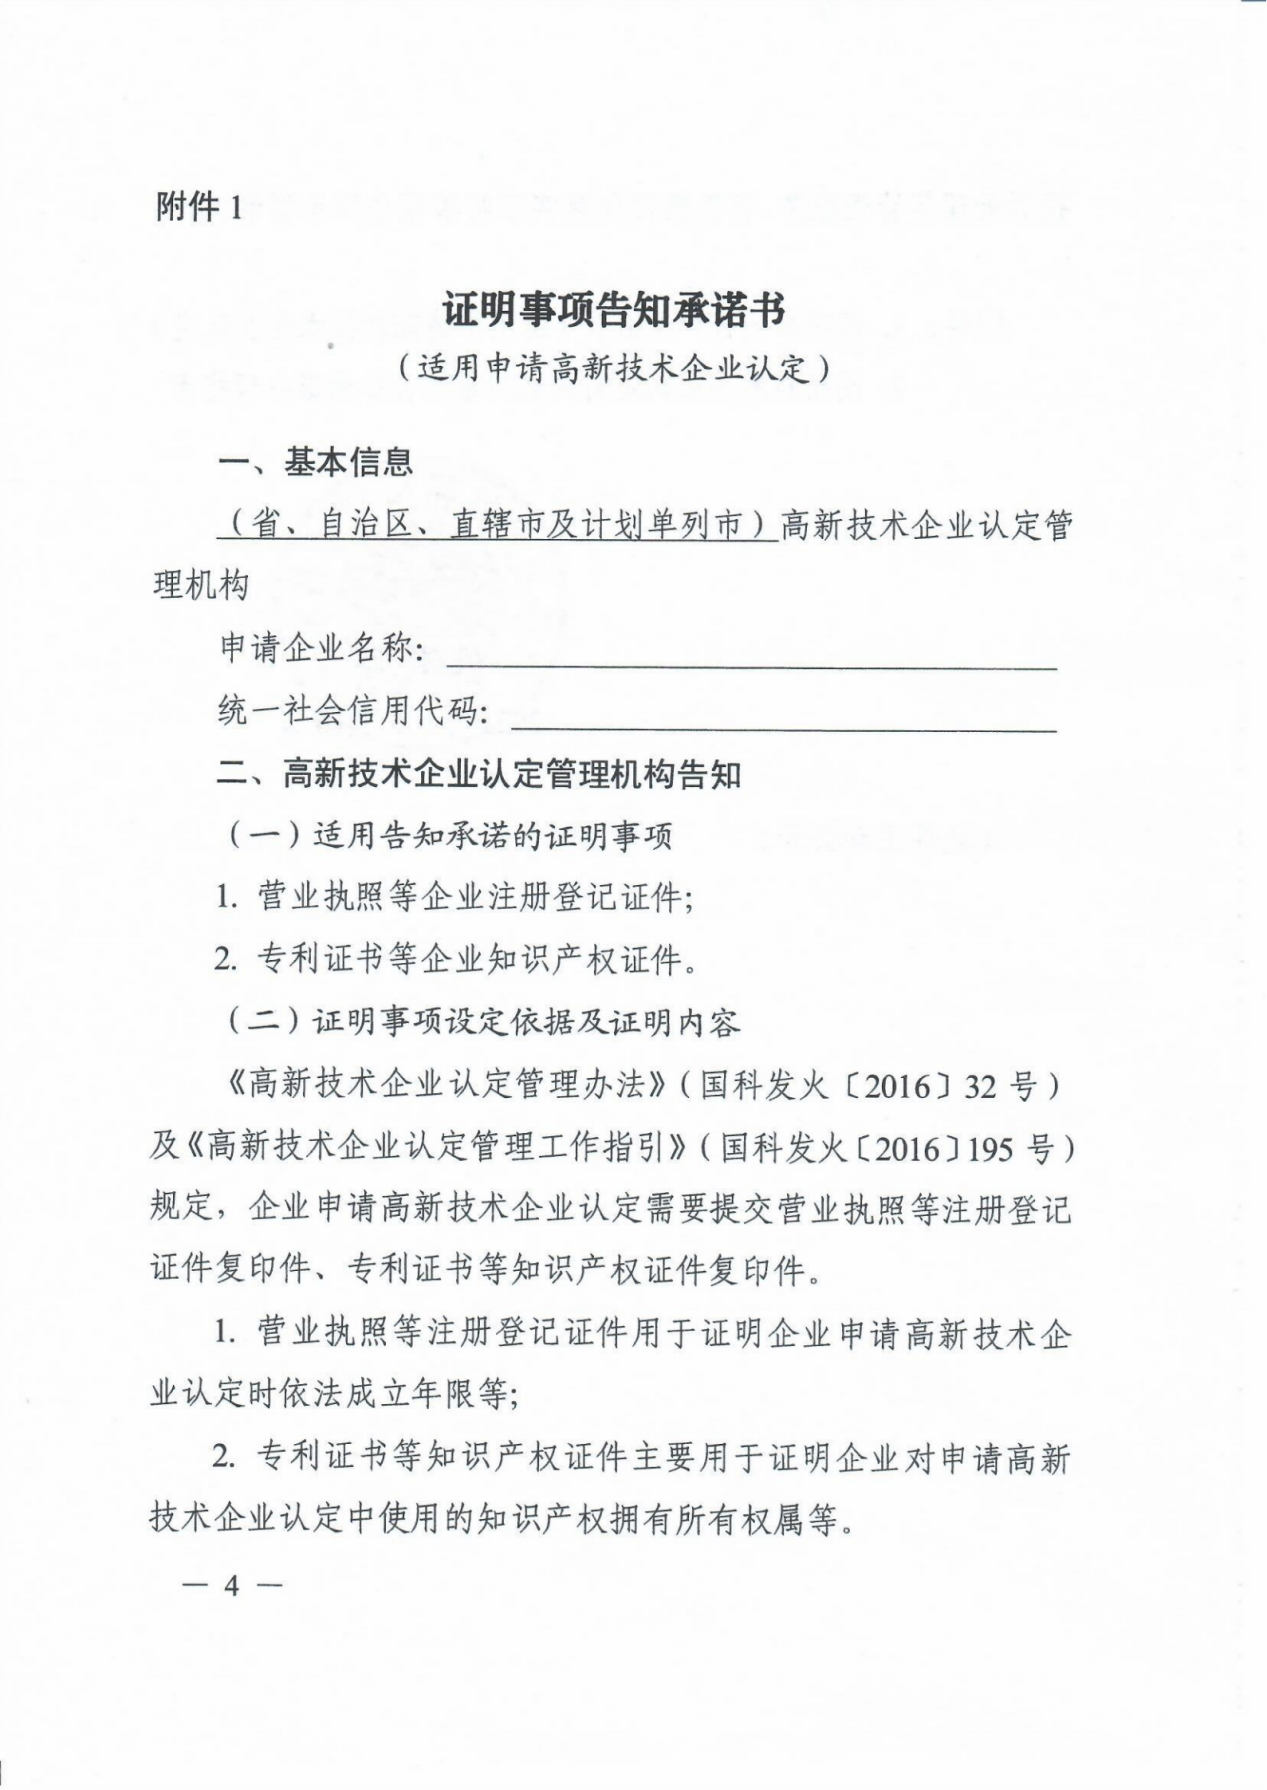 附件1
证明事项告知承诺书
（适用申请高新技术企业认定）
一、基本信息
（省、自治区、直辖市及计划单列市）高新技术企业认定管
理机构
申请企业名称:
统一社会信用代码:
二、高新技术企业认定管理机构告知
（一）适用告知承诺的证明事项
1. 营业执照等企业注册登记证件;
2. 专利证书等企业知识产权证件。
（二）证明事项设定依据及证明内容
《高新技术企业认定管理办法》（国科发火〔2016〕32 号）
及《高新技术企业认定管理工作指引》（国科发火〔2016〕195 号）
规定，企业申请高新技术企业认定需要提交营业执照等注册登记
证件复印件、专利证书等知识产权证件复印件。
1. 营业执照等注册登记证件用于证明企业申请高新技术企
业认定时依法成立年限等;
2. 专利证书等知识产权证件主要用于证明企业对申请高新
技术企业认定中使用的知识产权拥有所有权属等。
— 4 —